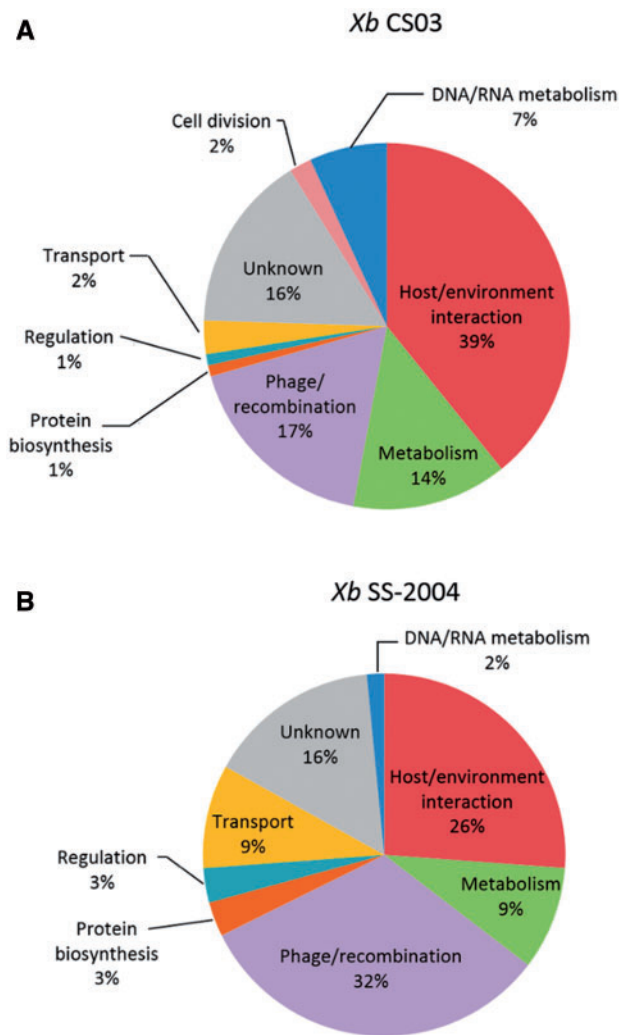 A
Xb CS03
DNA/RNA metabolism
7%
Cell division
2%
Transport
2%
Unknown
16%
Host/environment
interaction
39%
Regulation
1%
Phage/
recombination
17%
Protein
biosynthesis
1%
Metabolism
14%
B
Xb SS-2004
DNA/RNA metabolism
2%
Unknown
16%
Host/environment
interaction
26%
Transport
9%
Regulation
3%
Metabolism
9%
Protein
biosynthesis
3%
Phage/recombination
32%